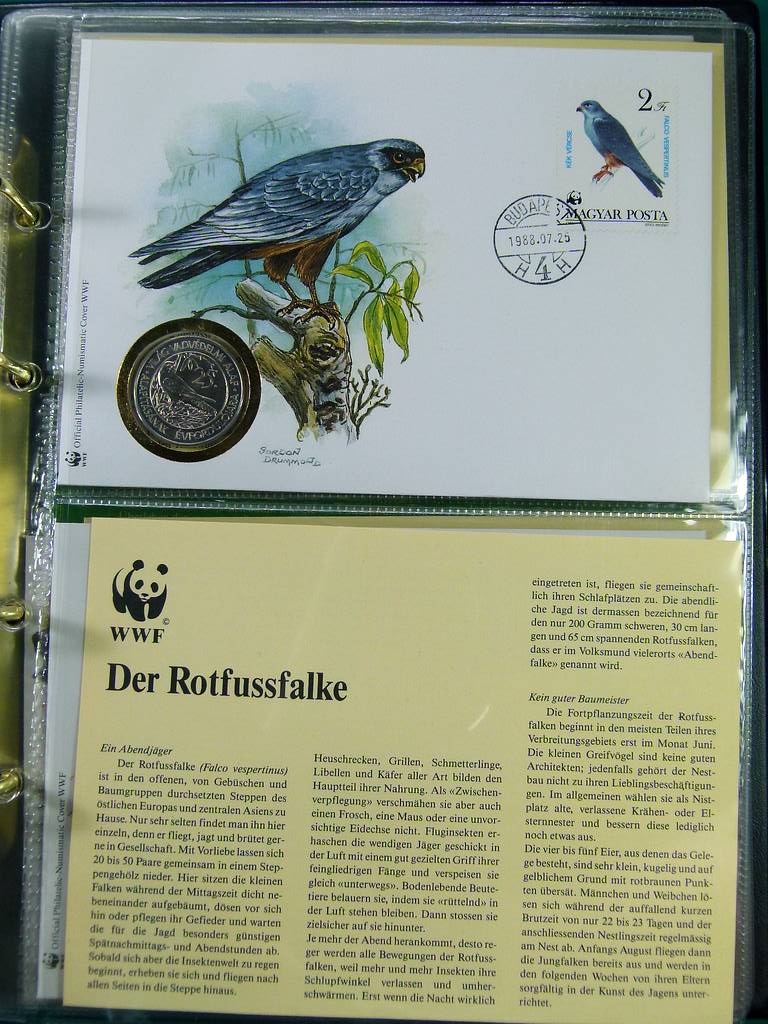 2 Ft
KÉK VÉRCSE
FALCO VESPERTINUS
MAGYAR POSTA
BUDAPEST
1988.07.25
H 4 H
Official Philatelic-Numismatic Cover WWF
WWF
VILÁG VADVÉDELMI ALAP
ÉVFORD
GORDON
DRUMMOND
WWF
Der Rotfussfalke
Ein Abendjäger
Der Rotfussfalke (Falco vespertinus)
ist in den offenen, von Gebüschen und
Baumgruppen durchsetzten Steppen des
östlichen Europas und zentralen Asiens zu
Hause. Nur sehr selten findet man ihn hier
einzeln, denn er fliegt, jagt und brütet ger-
ne in Gesellschaft. Mit Vorliebe lassen sich
20 bis 50 Paare gemeinsam in einem Step-
pengehölz nieder. Hier sitzen die kleinen
Falken während der Mittagszeit dicht ne-
beneinander aufgebäumt, dösen vor sich
hin oder pflegen ihr Gefieder und warten
die für die Jagd besonders günstigen
Spätnachmittags- und Abendstunden ab.
Sobald sich aber die Insektenwelt zu regen
beginnt, erheben sie sich und fliegen nach
allen Seiten in die Steppe hinaus.
Heuschrecken, Grillen, Schmetterlinge,
Libellen und Käfer aller Art bilden den
Hauptteil ihrer Nahrung. Als «Zwischen-
verpflegung» verschmähen sie aber auch
einen Frosch, eine Maus oder eine unvor-
sichtige Eidechse nicht. Fluginsekten er-
haschen die wendigen Jäger geschickt in
der Luft mit einem gut gezielten Griff ihrer
feingliedrigen Fänge und verspeisen sie
gleich «unterwegs». Bodenlebende Beute-
tiere belauern sie, indem sie «rüttelnd» in
der Luft stehen bleiben. Dann stossen sie
zielsicher auf sie hinunter.
Je mehr der Abend herankommt, desto re-
ger werden alle Bewegungen der Rotfuss-
falken, weil mehr und mehr Insekten ihre
Schlupfwinkel verlassen und umher-
schwärmen. Erst wenn die Nacht wirklich
eingetreten ist, fliegen sie gemeinschaft-
lich ihren Schlafplätzen zu. Die abendli-
che Jagd ist dermassen bezeichnend für
den nur 200 Gramm schweren, 30 cm lan-
gen und 65 cm spannenden Rotfussfalken,
dass er im Volksmund vielerorts «Abend-
falke» genannt wird.
Kein guter Baumeister
Die Fortpflanzungszeit der Rotfuss-
falken beginnt in den meisten Teilen ihres
Verbreitungsgebiets erst im Monat Juni.
Die kleinen Greifvögel sind keine guten
Architekten; jedenfalls gehört der Nest-
bau nicht zu ihren Lieblingsbeschäftigun-
gen. Im allgemeinen wählen sie als Nist-
platz alte, verlassene Krähen- oder El-
sternnester und bessern diese lediglich
noch etwas aus.
Die vier bis fünf Eier, aus denen das Gele-
ge besteht, sind sehr klein, kugelig und auf
gelblichem Grund mit rotbraunen Punk-
ten übersät. Männchen und Weibchen lö-
sen sich während der auffallend kurzen
Brutzeit von nur 22 bis 23 Tagen und der
anschliessenden Nestlingszeit regelmässig
am Nest ab. Anfangs August fliegen dann
die Jungfalken bereits aus und werden in
den folgenden Wochen von ihren Eltern
sorgfältig in der Kunst des Jagens unter-
richtet.
Official Philatelic-Numismatic Cover WWF